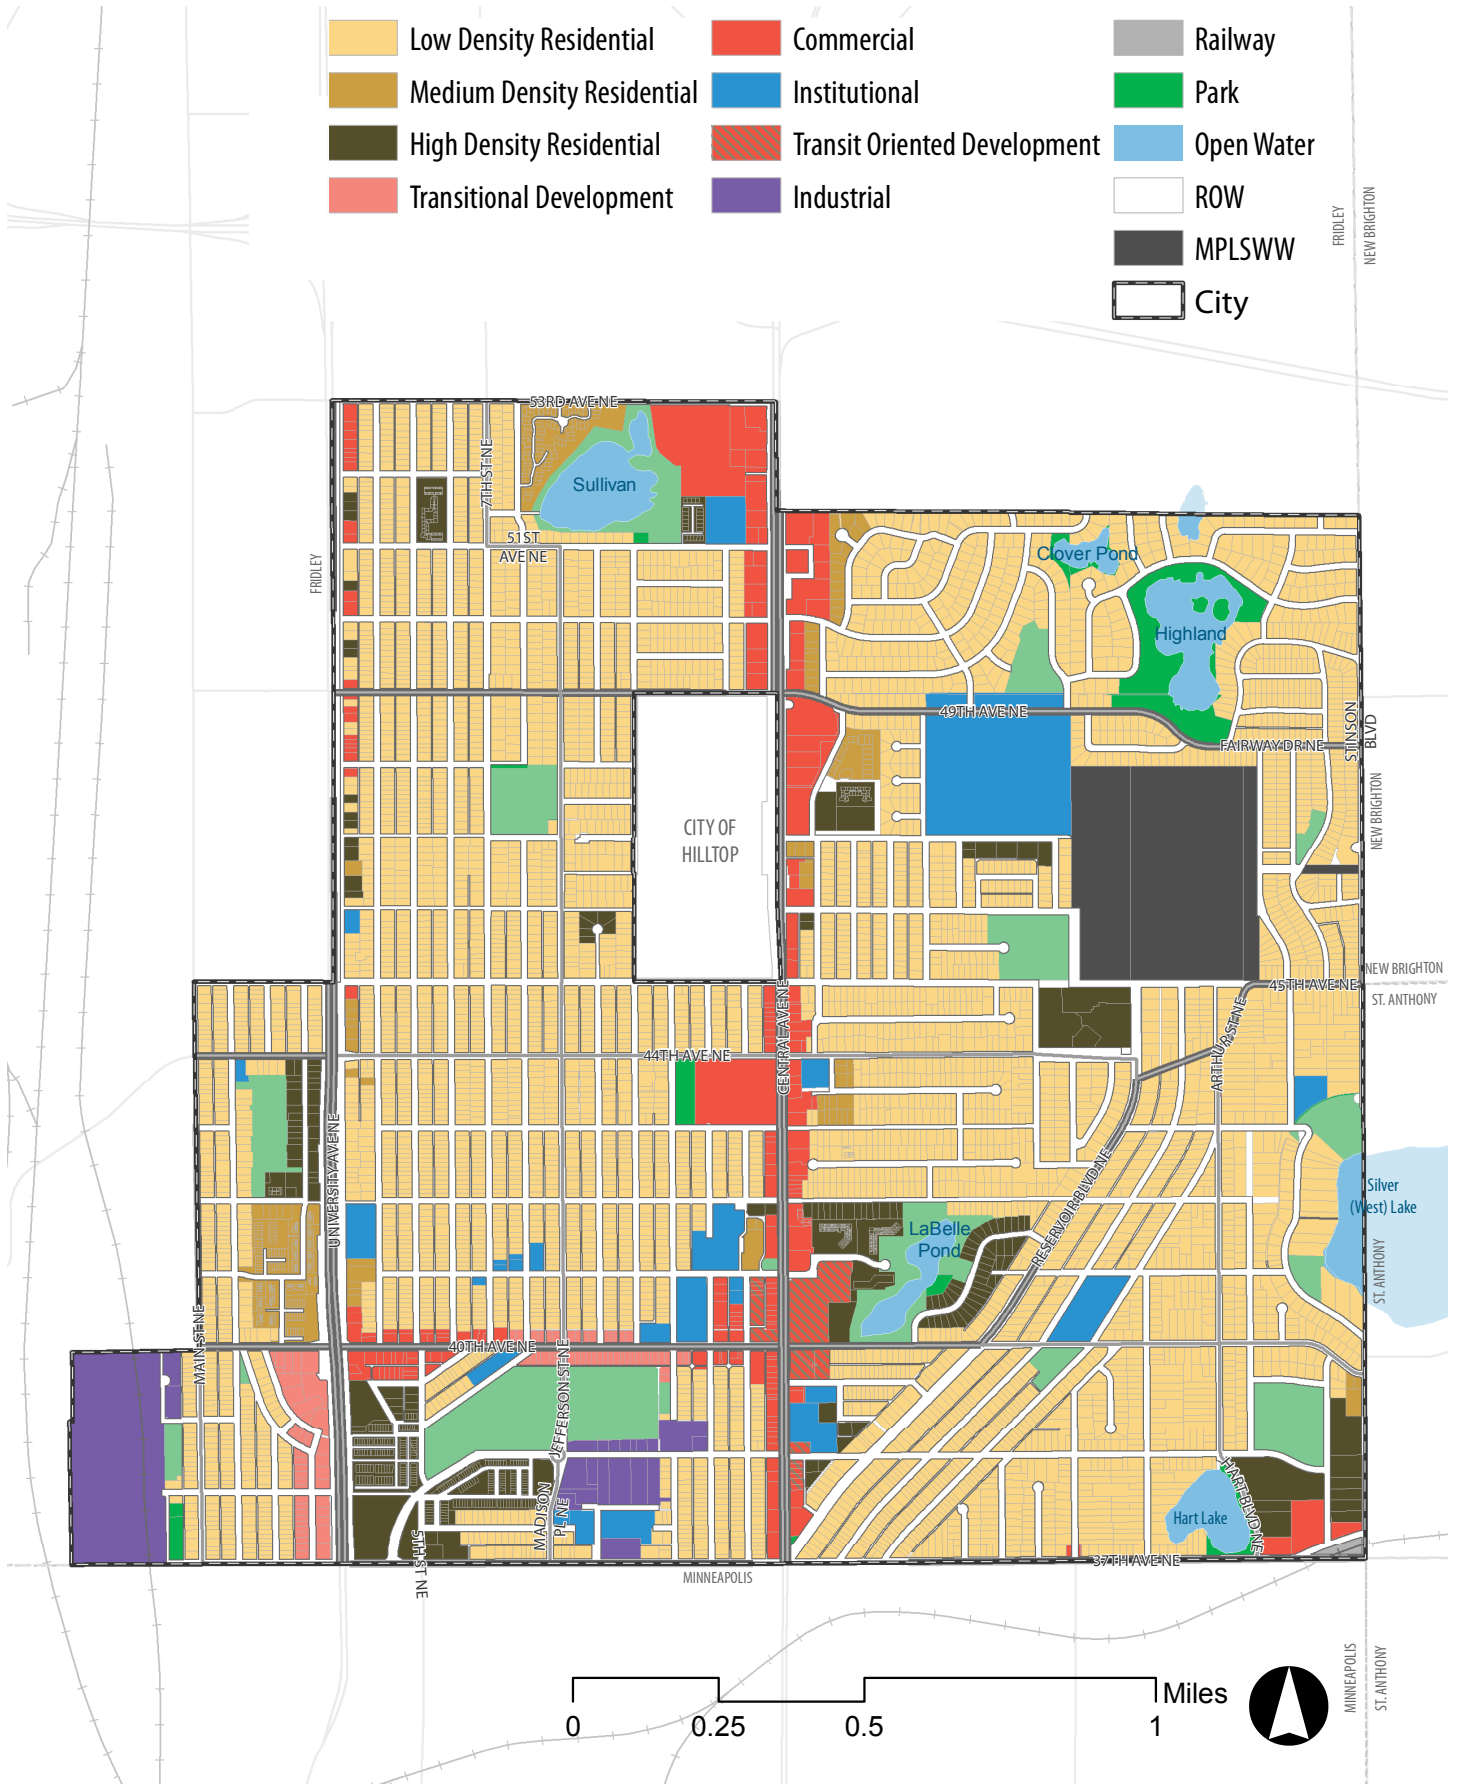 Low Density Residential
Medium Density Residential
High Density Residential
Transitional Development
Commercial
Institutional
Transit Oriented Development
Industrial
Railway
Park
Open Water
ROW
MPLSWW
City
FRIDLEY
NEW BRIGHTON
53RD AVE NE
7TH ST NE
Sullivan
51ST
AVE NE
FRIDLEY
Clover Pond
Highland
49TH AVE NE
FAIRWAY DR NE
STINSON
BLVD
NEW BRIGHTON
CITY OF
HILLTOP
NEW BRIGHTON
45TH AVE NE
ST. ANTHONY
CENTRAL AVE NE
ARTHUR ST NE
44TH AVE NE
UNIVERSITY AVE NE
RESERVOIR BLVD NE
Silver
(West) Lake
LaBelle
Pond
ST. ANTHONY
MAIN ST NE
40TH AVE NE
JEFFERSON ST NE
HART BLVD NE
MADISON
PL NE
Hart Lake
5TH ST NE
37TH AVE NE
MINNEAPOLIS
MINNEAPOLIS
ST. ANTHONY
Miles
0
0.25
0.5
1